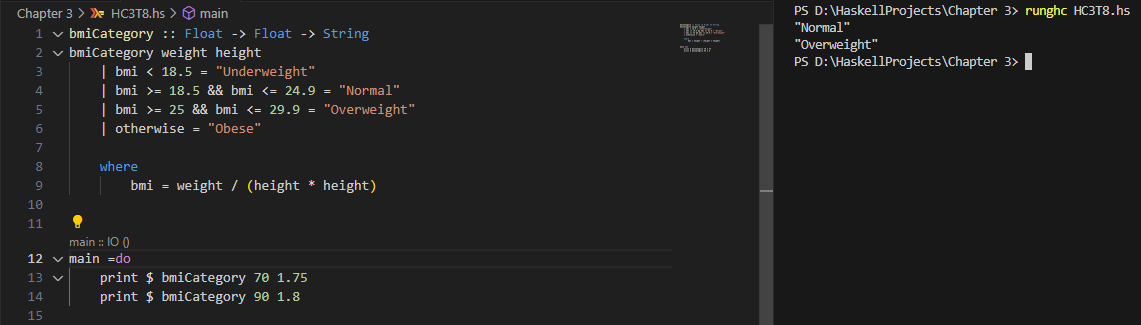 Chapter 3 > HC3T8.hs > main
1 bmiCategory :: Float -> Float -> String
2 bmiCategory weight height
3 | bmi < 18.5 = "Underweight"
4 | bmi >= 18.5 && bmi <= 24.9 = "Normal"
5 | bmi >= 25 && bmi <= 29.9 = "Overweight"
6 | otherwise = "Obese"
7
8 where
9 bmi = weight / (height * height)
10
11
main :: IO ()
12 main =do
13 print $ bmiCategory 70 1.75
14 print $ bmiCategory 90 1.8
15
PS D:\HaskellProjects\Chapter 3> runghc HC3T8.hs
"Normal"
"Overweight"
PS D:\HaskellProjects\Chapter 3>